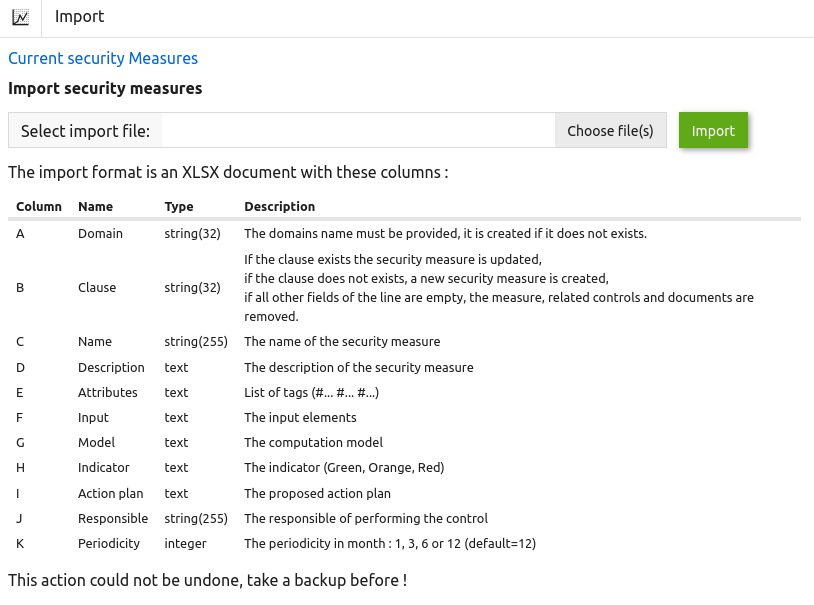 Import
Current security Measures
Import security measures
Select import file: Choose file(s) Import
The import format is an XLSX document with these columns :
Column Name Type Description
A Domain string(32) The domains name must be provided, it is created if it does not exists.
If the clause exists the security measure is updated,
if the clause does not exists, a new security measure is created,
B Clause string(32) if all other fields of the line are empty, the measure, related controls and documents are
removed.
C Name string(255) The name of the security measure
D Description text The description of the security measure
E Attributes text List of tags (#... #... #...)
F Input text The input elements
G Model text The computation model
H Indicator text The indicator (Green, Orange, Red)
I Action plan text The proposed action plan
J Responsible string(255) The responsible of performing the control
K Periodicity integer The periodicity in month : 1, 3, 6 or 12 (default=12)
This action could not be undone, take a backup before !